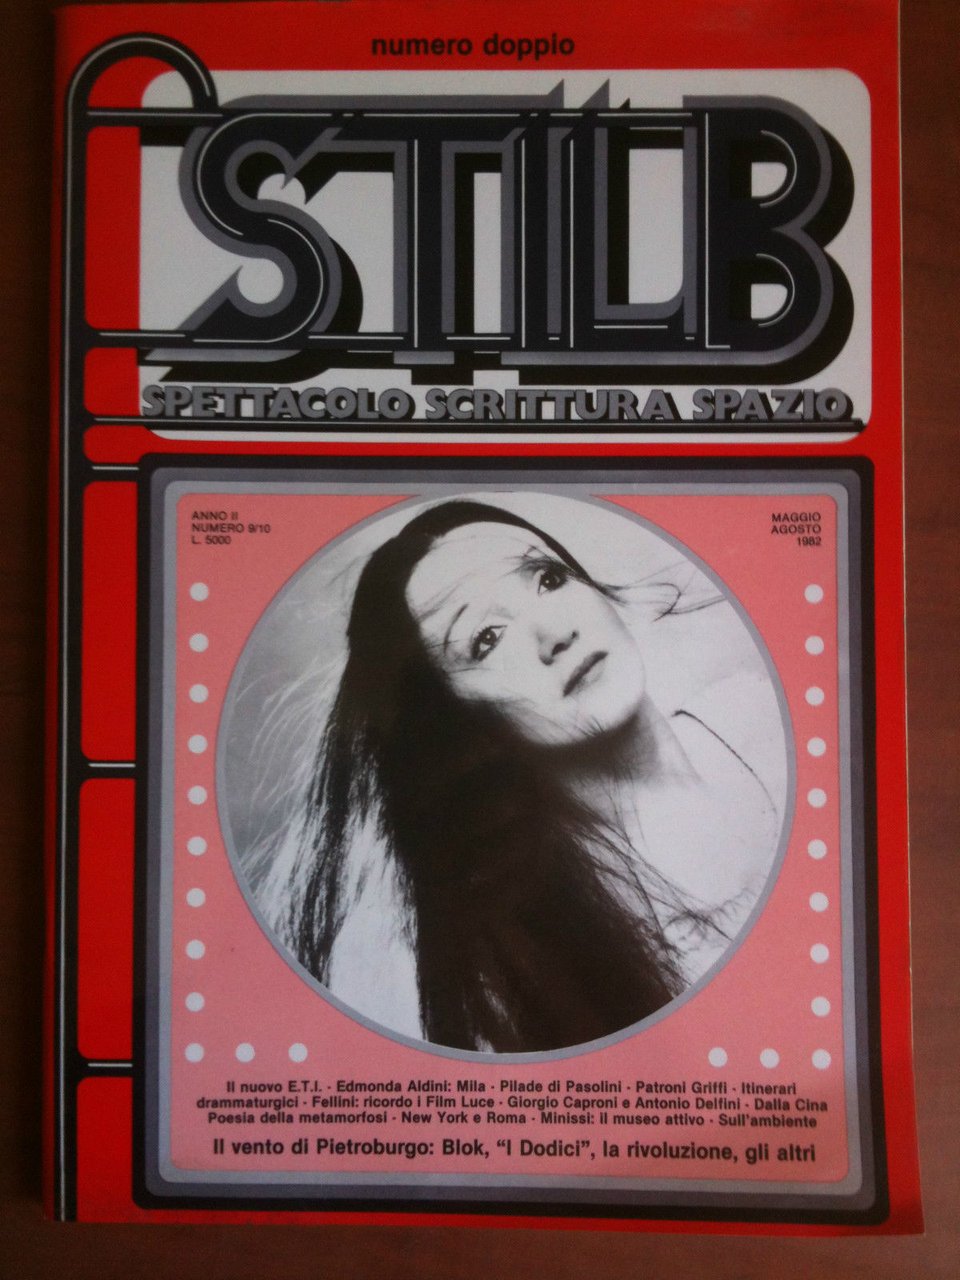 numero doppio
STILB
SPETTACOLO SCRITTURA SPAZIO
ANNO II
NUMERO 9/10
L. 5000
MAGGIO
AGOSTO
1982
Il nuovo E.T.I. · Edmonda Aldini: Mila · Pilade di Pasolini · Patroni Griffi · Itinerari
drammaturgici · Fellini: ricordo i Film Luce · Giorgio Caproni e Antonio Delfini · Dalla Cina
Poesia della metamorfosi · New York e Roma · Minissi: il museo attivo · Sull'ambiente
Il vento di Pietroburgo: Blok, “I Dodici”, la rivoluzione, gli altri